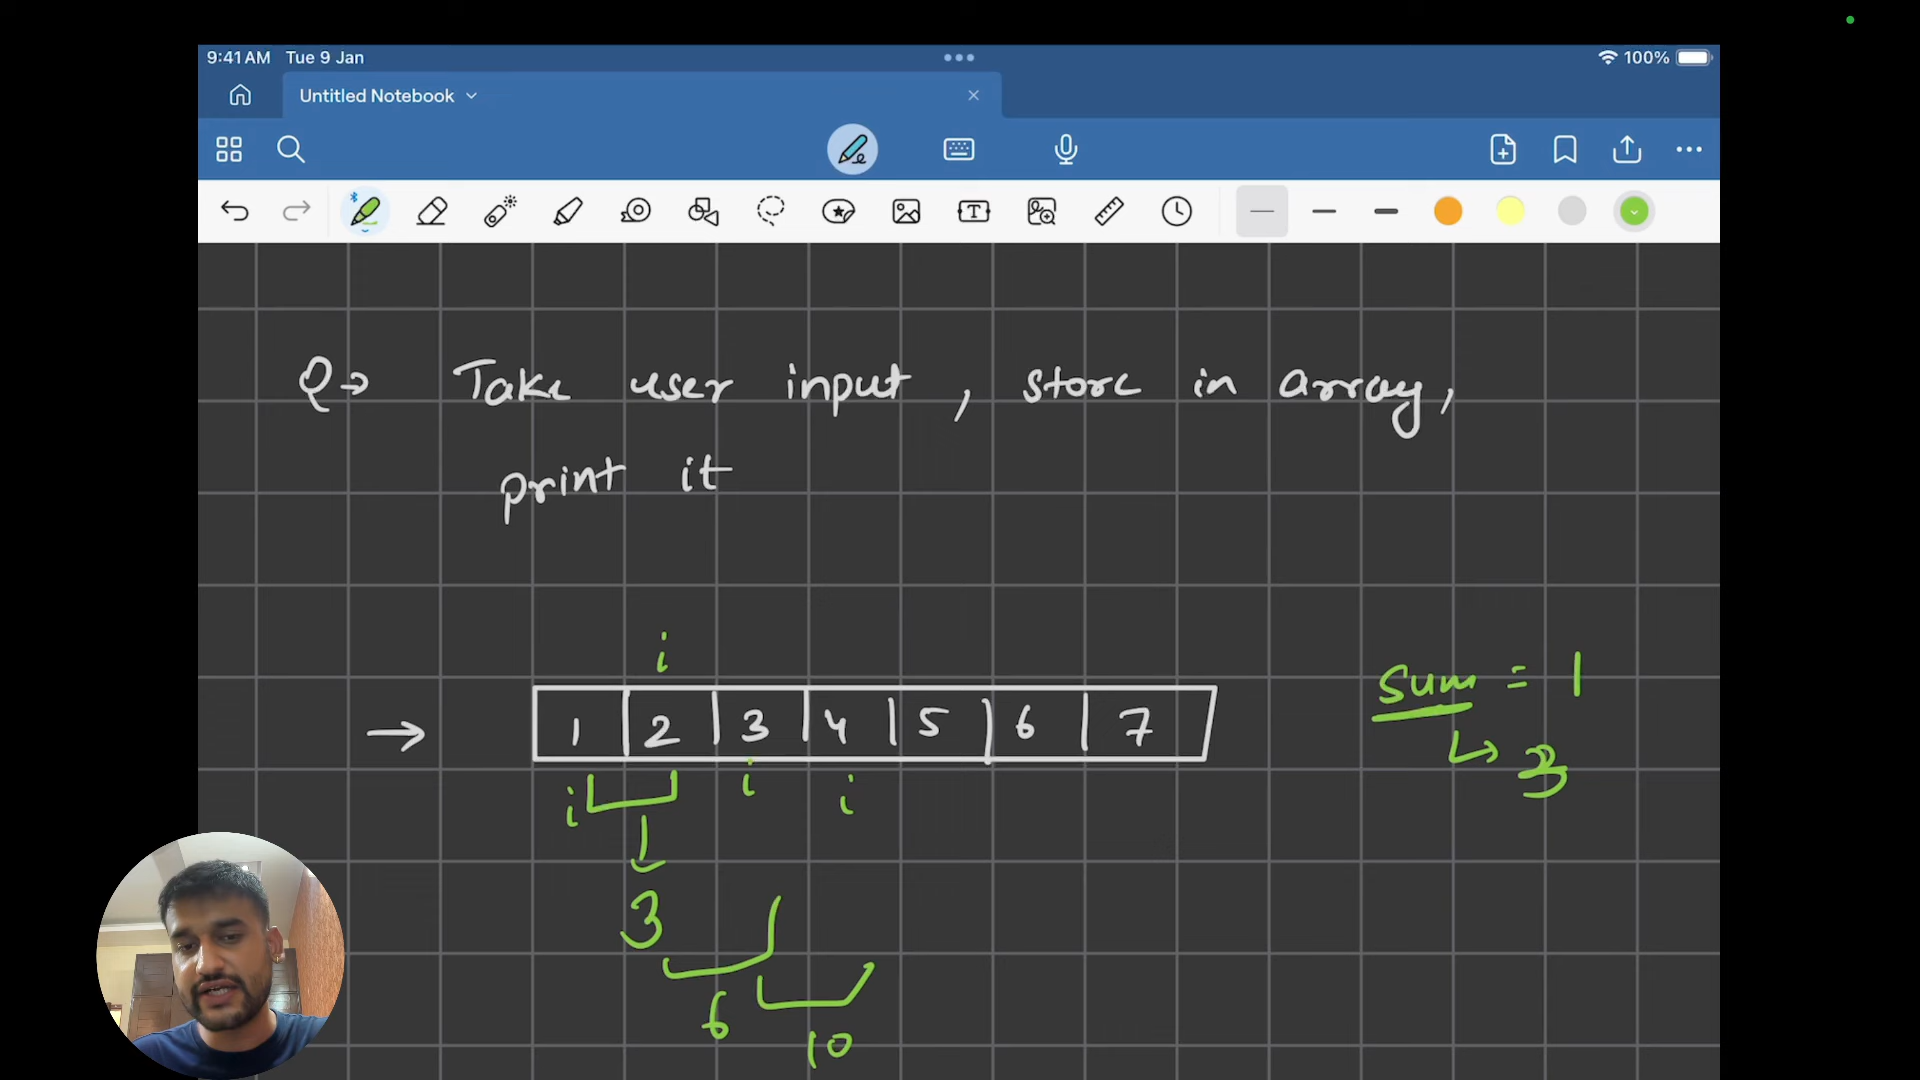 9:41 AM Tue 9 Jan
100%
Untitled Notebook
T
Q→ Take user input, store in array,
print it
i
sum = 1
→ 1 2 3 4 5 6 7
↳ 3
i i i
3
6
10